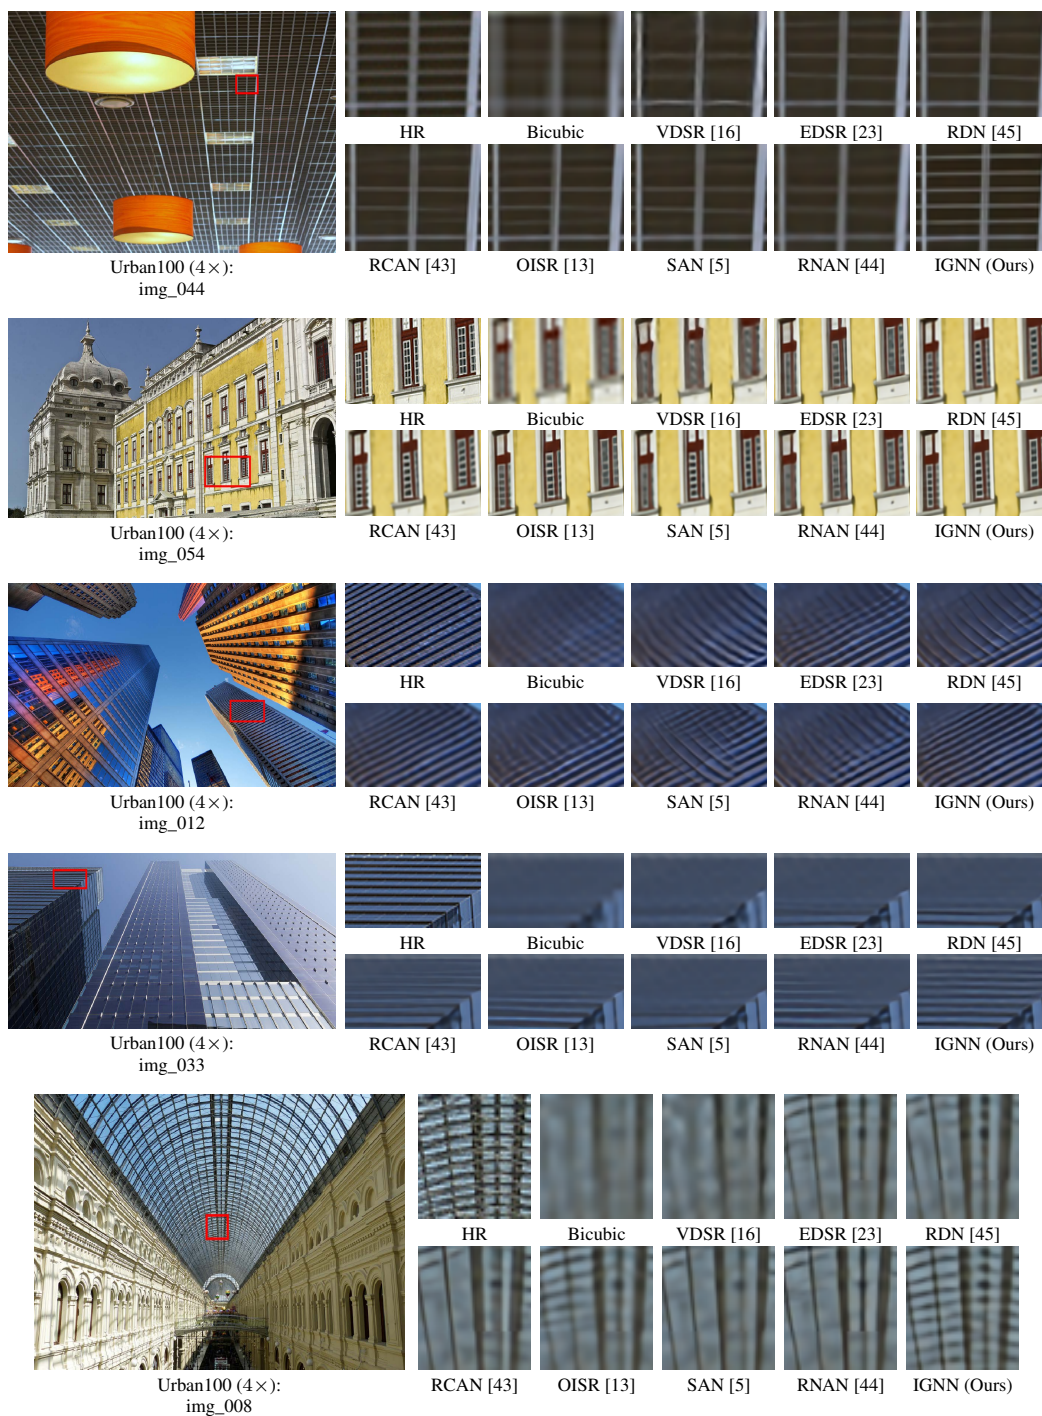 HR Bicubic VDSR [16] EDSR [23] RDN [45]
RCAN [43] OISR [13] SAN [5] RNAN [44] IGNN (Ours)
Urban100 (4×):
img_044
HR Bicubic VDSR [16] EDSR [23] RDN [45]
RCAN [43] OISR [13] SAN [5] RNAN [44] IGNN (Ours)
Urban100 (4×):
img_054
HR Bicubic VDSR [16] EDSR [23] RDN [45]
RCAN [43] OISR [13] SAN [5] RNAN [44] IGNN (Ours)
Urban100 (4×):
img_012
HR Bicubic VDSR [16] EDSR [23] RDN [45]
RCAN [43] OISR [13] SAN [5] RNAN [44] IGNN (Ours)
Urban100 (4×):
img_033
HR Bicubic VDSR [16] EDSR [23] RDN [45]
RCAN [43] OISR [13] SAN [5] RNAN [44] IGNN (Ours)
Urban100 (4×):
img_008